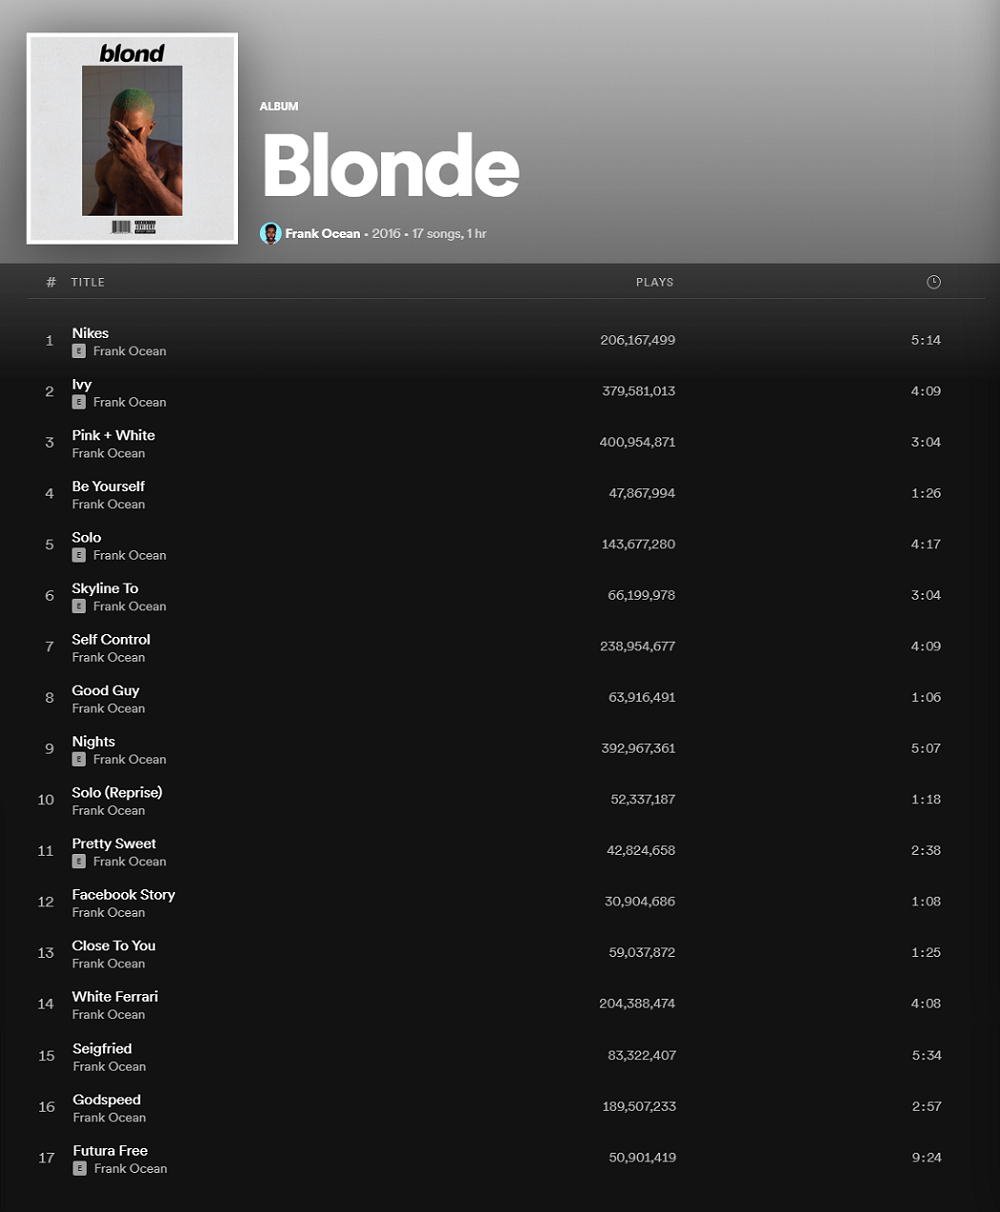 blond
ALBUM
Blonde
Frank Ocean • 2016 • 17 songs, 1 hr
# TITLE PLAYS
1 Nikes 206,167,499 5:14
E Frank Ocean
2 Ivy 379,581,013 4:09
E Frank Ocean
3 Pink + White 400,954,871 3:04
Frank Ocean
4 Be Yourself 47,867,994 1:26
Frank Ocean
5 Solo 143,677,280 4:17
E Frank Ocean
6 Skyline To 66,199,978 3:04
E Frank Ocean
7 Self Control 238,954,677 4:09
Frank Ocean
8 Good Guy 63,916,491 1:06
Frank Ocean
9 Nights 392,967,361 5:07
E Frank Ocean
10 Solo (Reprise) 52,337,187 1:18
Frank Ocean
11 Pretty Sweet 42,824,658 2:38
E Frank Ocean
12 Facebook Story 30,904,686 1:08
Frank Ocean
13 Close To You 59,037,872 1:25
Frank Ocean
14 White Ferrari 204,388,474 4:08
Frank Ocean
15 Seigfried 83,322,407 5:34
Frank Ocean
16 Godspeed 189,507,233 2:57
Frank Ocean
17 Futura Free 50,901,419 9:24
E Frank Ocean